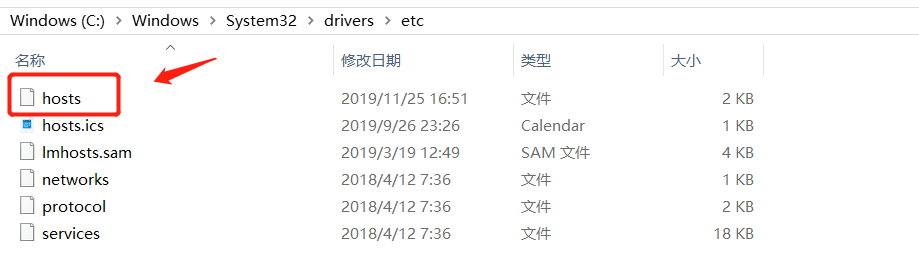 Windows (C:) > Windows > System32 > drivers > etc
名称 修改日期 类型 大小
hosts 2019/11/25 16:51 文件 2 KB
hosts.ics 2019/9/26 23:26 Calendar 1 KB
lmhosts.sam 2019/3/19 12:49 SAM 文件 4 KB
networks 2018/4/12 7:36 文件 1 KB
protocol 2018/4/12 7:36 文件 2 KB
services 2018/4/12 7:36 文件 18 KB